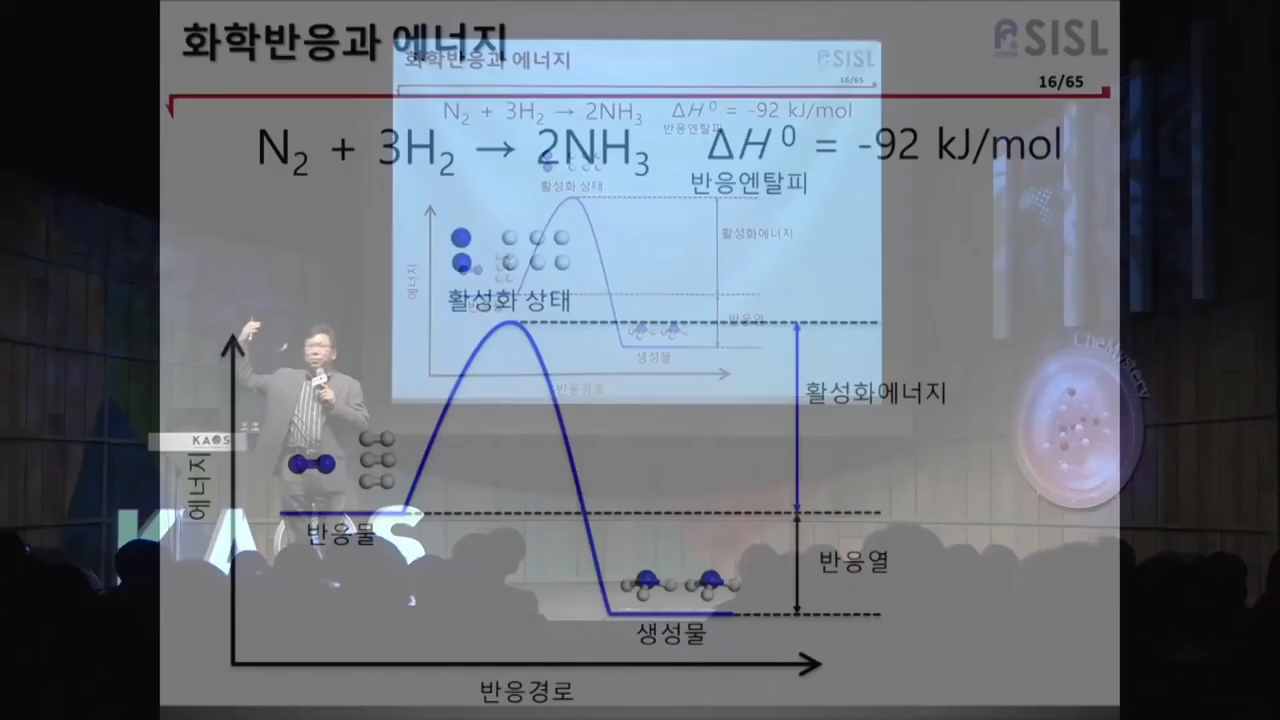 화학반응과 에너지
SISL
16/65
N₂ + 3H₂ → 2NH₃ ΔH⁰ = -92 kJ/mol
반응엔탈피
활성화 상태
활성화에너지
에너지
반응물
반응열
생성물
반응경로
화학반응과 에너지
SISL
16/65
N₂ + 3H₂ → 2NH₃ ΔH⁰ = -92 kJ/mol
반응엔탈피
활성화 상태
활성화에너지
에너지
반응열
생성물
반응경로
KAOS
KAOS
CheMystery